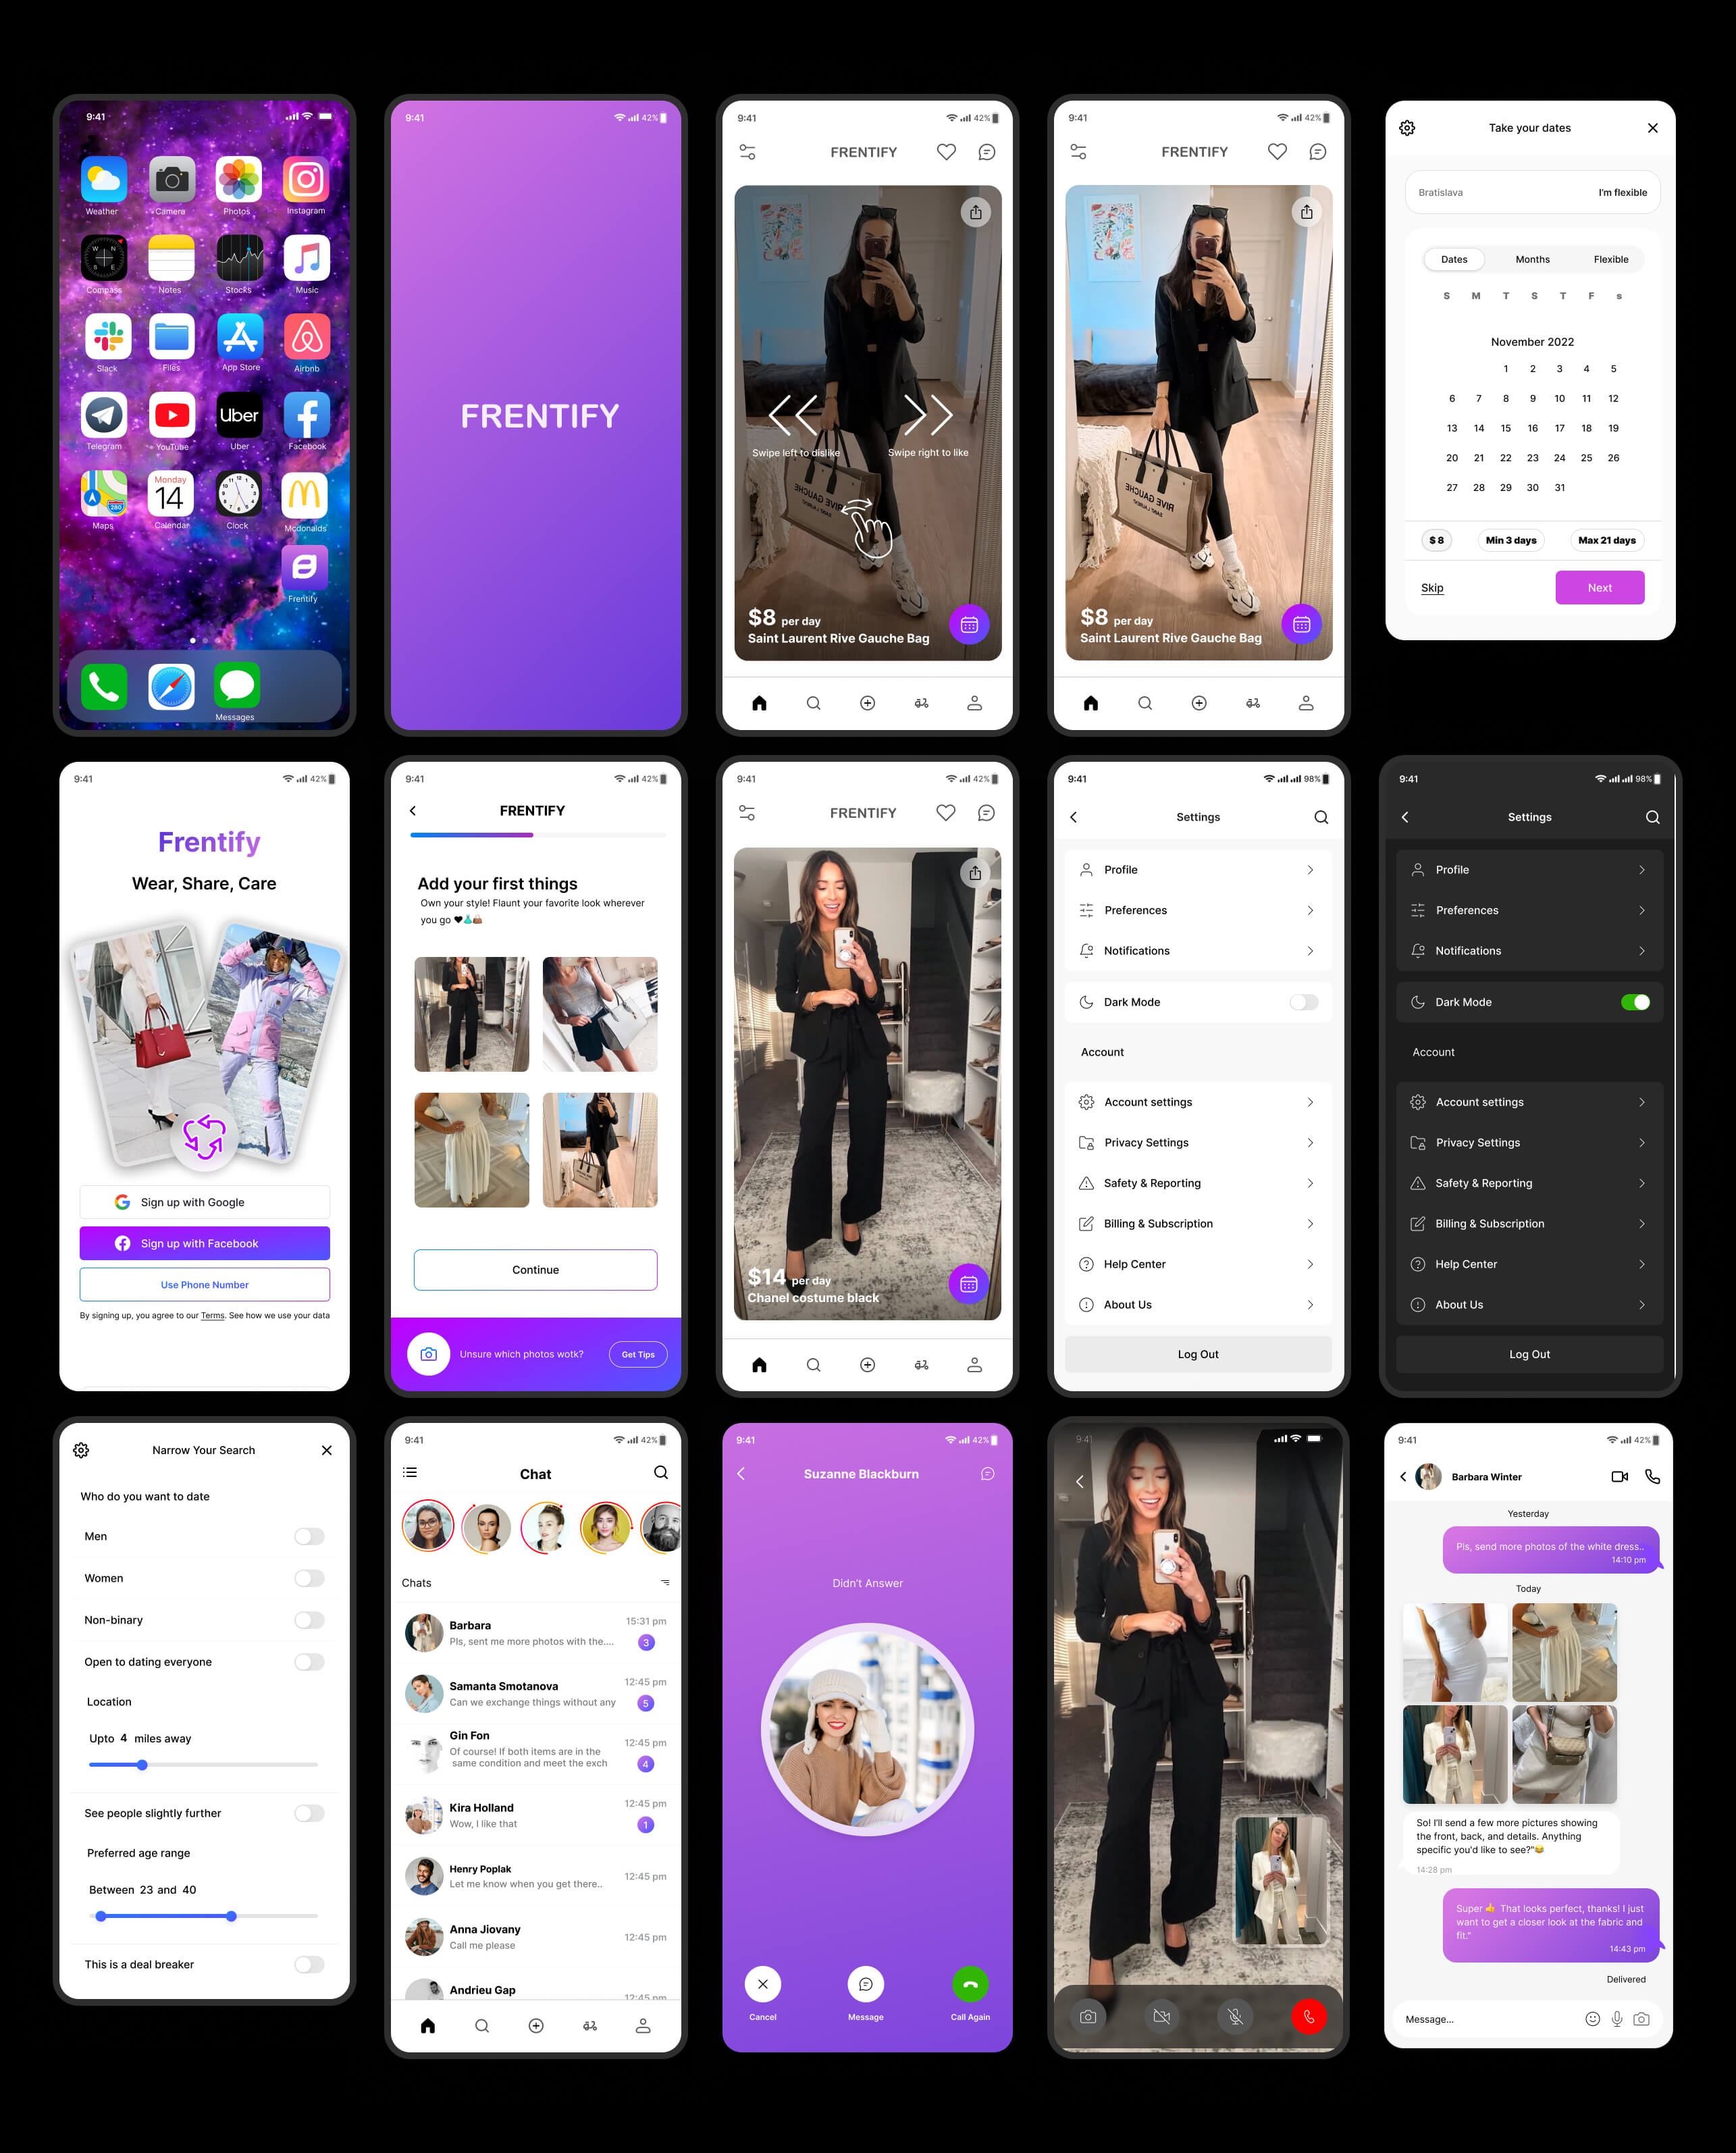 9:41
Weather
Camera
Photos
Instagram
W N
S E
Compass
Notes
Stocks
Music
Slack
Files
App Store
Airbnb
Telegram
YouTube
Uber
Uber
Facebook
280
Maps
Monday
14
Calendar
Clock
Mcdonalds
Frentify
Messages
9:41
42%
FRENTIFY
9:41
42%
FRENTIFY
Swipe left to dislike
Swipe right to like
RIVE GAUCHE
SAINT LAURENT
$8 per day
Saint Laurent Rive Gauche Bag
9:41
42%
FRENTIFY
RIVE GAUCHE
SAINT LAURENT
$8 per day
Saint Laurent Rive Gauche Bag
Take your dates
Bratislava
I'm flexible
Dates
Months
Flexible
S M T S T F s
November 2022
1 2 3 4 5
6 7 8 9 10 11 12
13 14 15 16 17 18 19
20 21 22 23 24 25 26
27 28 29 30 31
$ 8
Min 3 days
Max 21 days
Skip
Next
9:41
42%
Frentify
Wear, Share, Care
Sign up with Google
Sign up with Facebook
Use Phone Number
By signing up, you agree to our Terms. See how we use your data
9:41
42%
FRENTIFY
Add your first things
Own your style! Flaunt your favorite look wherever
you go 🖤👗👜
Continue
Unsure which photos wotk?
Get Tips
9:41
42%
FRENTIFY
$14 per day
Chanel costume black
9:41
98%
Settings
Profile
Preferences
Notifications
Dark Mode
Account
Account settings
Privacy Settings
Safety & Reporting
Billing & Subscription
Help Center
About Us
Log Out
9:41
98%
Settings
Profile
Preferences
Notifications
Dark Mode
Account
Account settings
Privacy Settings
Safety & Reporting
Billing & Subscription
Help Center
About Us
Log Out
Narrow Your Search
Who do you want to date
Men
Women
Non-binary
Open to dating everyone
Location
Upto 4 miles away
See people slightly further
Preferred age range
Between 23 and 40
This is a deal breaker
9:41
42%
Chat
Chats
Barbara
15:31 pm
Pls, sent me more photos with the....
3
Samanta Smotanova
12:45 pm
Can we exchange things without any
5
Gin Fon
12:45 pm
Of course! If both items are in the
same condition and meet the exch
4
Kira Holland
12:45 pm
Wow, I like that
1
Henry Poplak
Let me know when you get there..
12:45 pm
Anna Jiovany
Call me please
12:45 pm
Andrieu Gap
12:45 pm
9:41
42%
Suzanne Blackburn
Didn't Answer
Cancel
Message
Call Again
9:41
9:41
42%
Barbara Winter
Yesterday
Pls, send more photos of the white dress..
14:10 pm
Today
So! I'll send a few more pictures showing
the front, back, and details. Anything
specific you'd like to see?"😂
14:28 pm
Super 👍 That looks perfect, thanks! I just
want to get a closer look at the fabric and
fit."
14:43 pm
Delivered
Message...